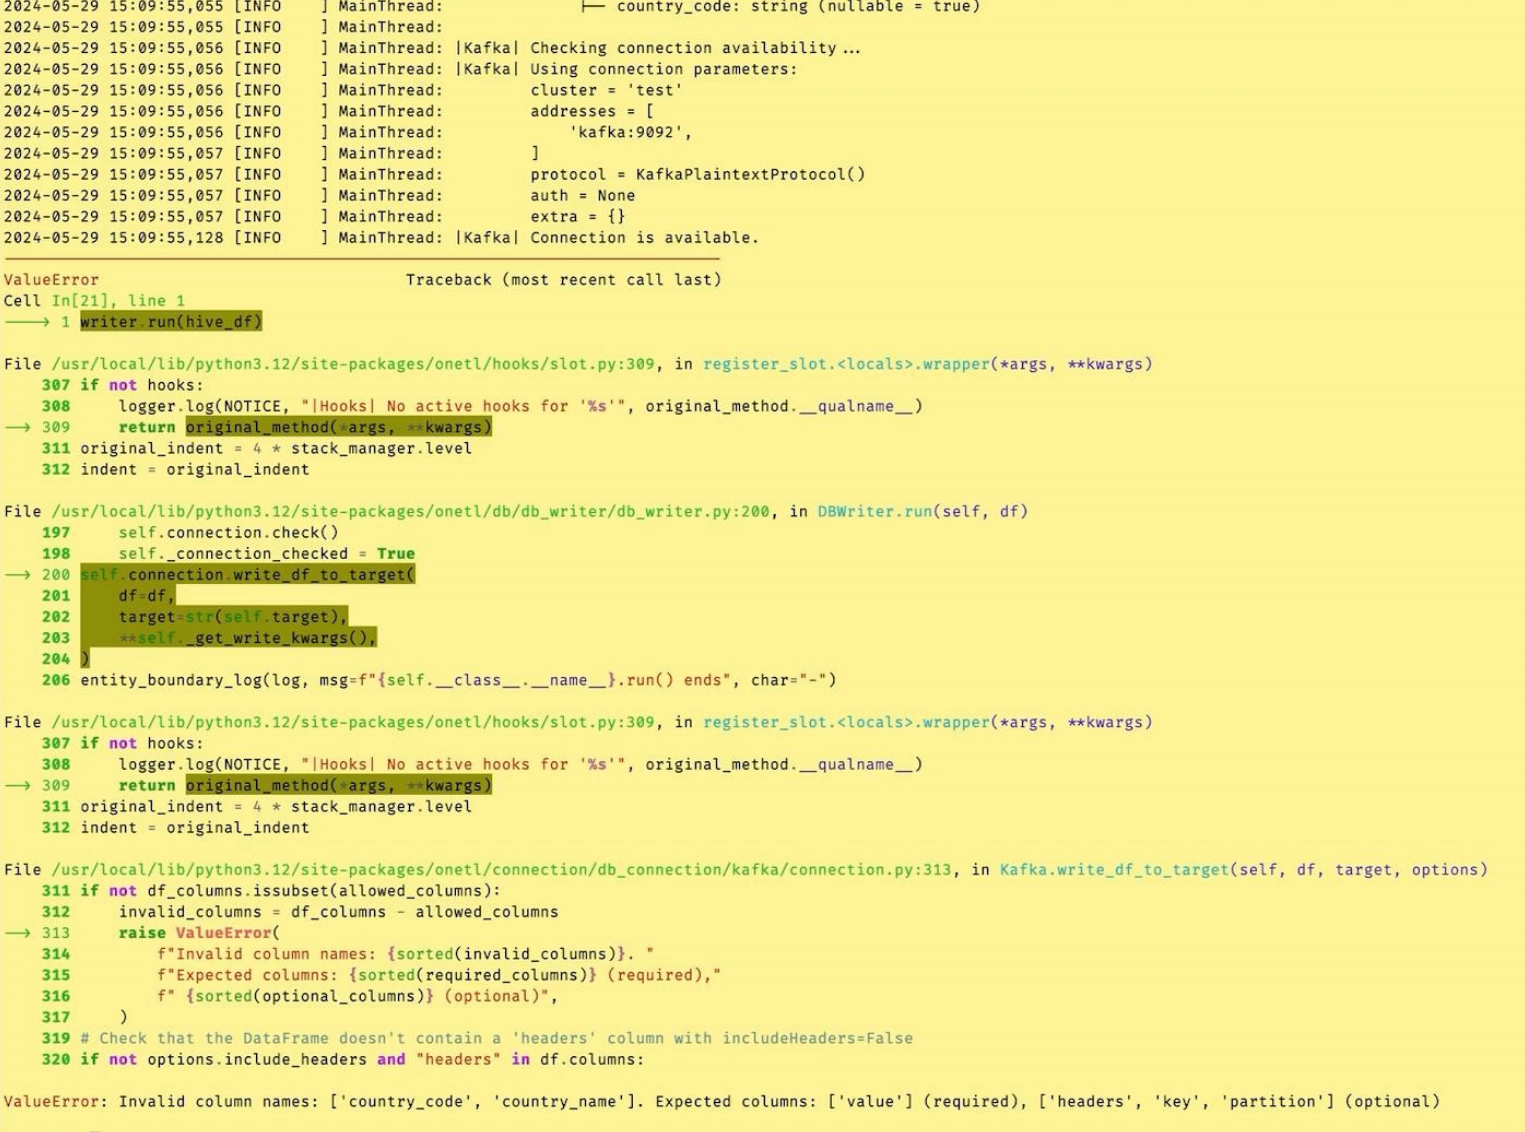 2024-05-29 15:09:55,055 [INFO    ] MainThread:               ├── country_code: string (nullable = true)
2024-05-29 15:09:55,055 [INFO    ] MainThread:
2024-05-29 15:09:55,056 [INFO    ] MainThread: |Kafka| Checking connection availability...
2024-05-29 15:09:55,056 [INFO    ] MainThread: |Kafka| Using connection parameters:
2024-05-29 15:09:55,056 [INFO    ] MainThread:         cluster = 'test'
2024-05-29 15:09:55,056 [INFO    ] MainThread:         addresses = [
2024-05-29 15:09:55,056 [INFO    ] MainThread:             'kafka:9092',
2024-05-29 15:09:55,057 [INFO    ] MainThread:         ]
2024-05-29 15:09:55,057 [INFO    ] MainThread:         protocol = KafkaPlaintextProtocol()
2024-05-29 15:09:55,057 [INFO    ] MainThread:         auth = None
2024-05-29 15:09:55,057 [INFO    ] MainThread:         extra = {}
2024-05-29 15:09:55,128 [INFO    ] MainThread: |Kafka| Connection is available.
ValueError                                Traceback (most recent call last)
Cell In[21], line 1
----> 1 writer.run(hive_df)
File /usr/local/lib/python3.12/site-packages/onetl/hooks/slot.py:309, in register_slot.<locals>.wrapper(*args, **kwargs)
    307 if not hooks:
    308     logger.log(NOTICE, "|Hooks| No active hooks for '%s'", original_method.__qualname__)
--> 309     return original_method(*args, **kwargs)
    311 original_indent = 4 * stack_manager.level
    312 indent = original_indent
File /usr/local/lib/python3.12/site-packages/onetl/db/db_writer/db_writer.py:200, in DBWriter.run(self, df)
    197     self.connection.check()
    198     self._connection_checked = True
--> 200 self.connection.write_df_to_target(
    201     df=df,
    202     target=str(self.target),
    203     **self._get_write_kwargs(),
    204 )
    206 entity_boundary_log(log, msg=f"{self.__class__.__name__}.run() ends", char="-")
File /usr/local/lib/python3.12/site-packages/onetl/hooks/slot.py:309, in register_slot.<locals>.wrapper(*args, **kwargs)
    307 if not hooks:
    308     logger.log(NOTICE, "|Hooks| No active hooks for '%s'", original_method.__qualname__)
--> 309     return original_method(*args, **kwargs)
    311 original_indent = 4 * stack_manager.level
    312 indent = original_indent
File /usr/local/lib/python3.12/site-packages/onetl/connection/db_connection/kafka/connection.py:313, in Kafka.write_df_to_target(self, df, target, options)
    311 if not df_columns.issubset(allowed_columns):
    312     invalid_columns = df_columns - allowed_columns
--> 313     raise ValueError(
    314         f"Invalid column names: {sorted(invalid_columns)}. "
    315         f"Expected columns: {sorted(required_columns)} (required),"
    316         f" {sorted(optional_columns)} (optional)",
    317     )
    319 # Check that the DataFrame doesn't contain a 'headers' column with includeHeaders=False
    320 if not options.include_headers and "headers" in df.columns:
ValueError: Invalid column names: ['country_code', 'country_name']. Expected columns: ['value'] (required), ['headers', 'key', 'partition'] (optional)